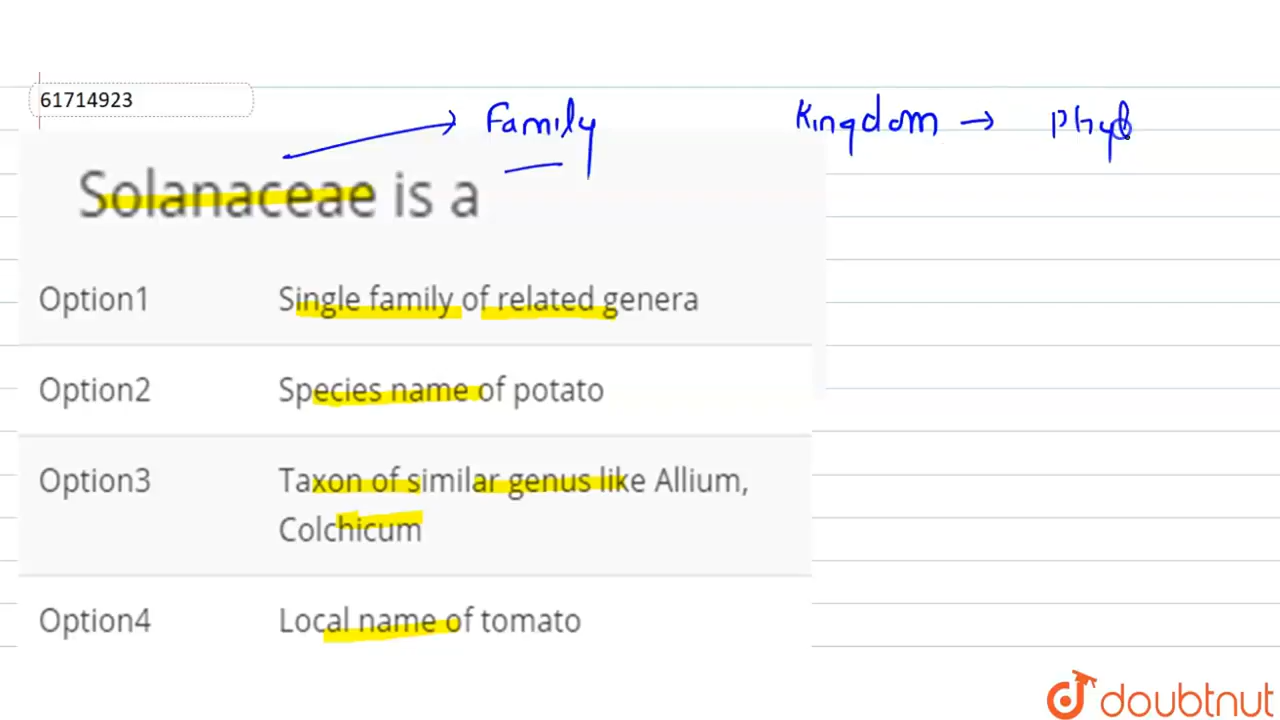 61714923
Family Kingdom → Phyl
Solanaceae is a
Option1 Single family of related genera
Option2 Species name of potato
Option3 Taxon of similar genus like Allium,
Colchicum
Option4 Local name of tomato
doubtnut